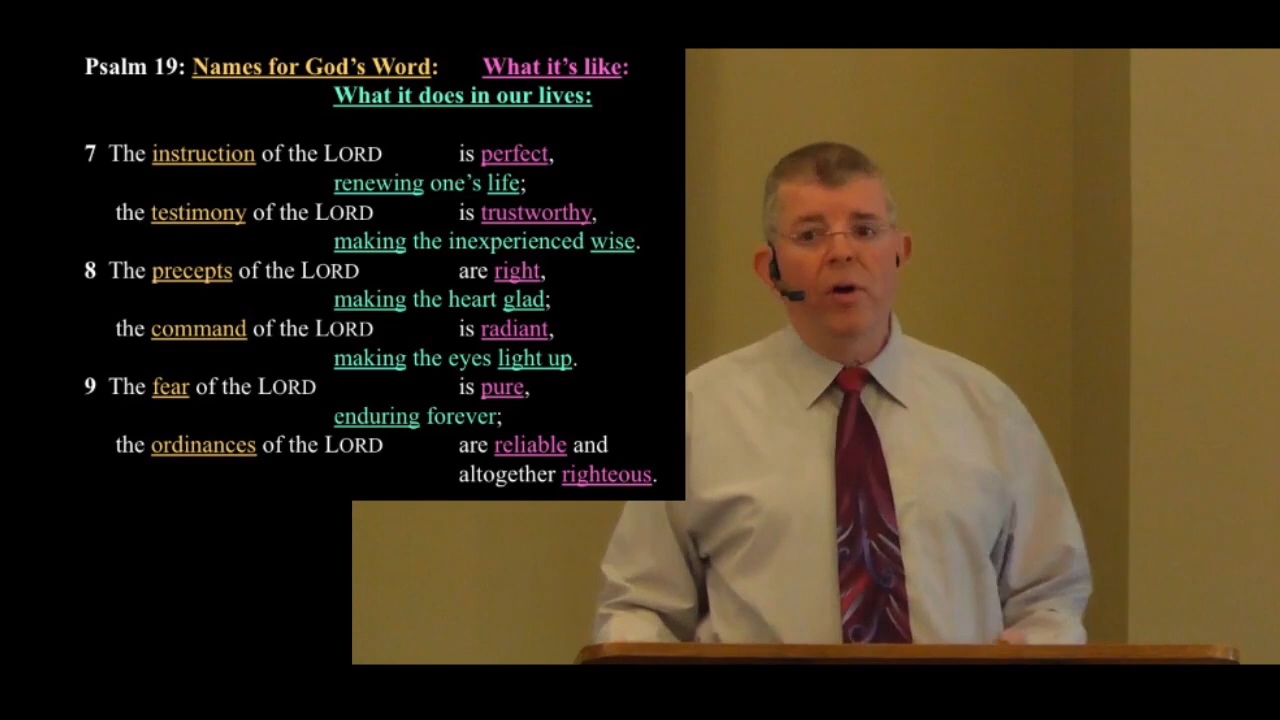 Psalm 19: Names for God’s Word: What it’s like:
What it does in our lives:
7 The instruction of the LORD is perfect,
renewing one’s life;
the testimony of the LORD is trustworthy,
making the inexperienced wise.
8 The precepts of the LORD are right,
making the heart glad;
the command of the LORD is radiant,
making the eyes light up.
9 The fear of the LORD is pure,
enduring forever;
the ordinances of the LORD are reliable and
altogether righteous.